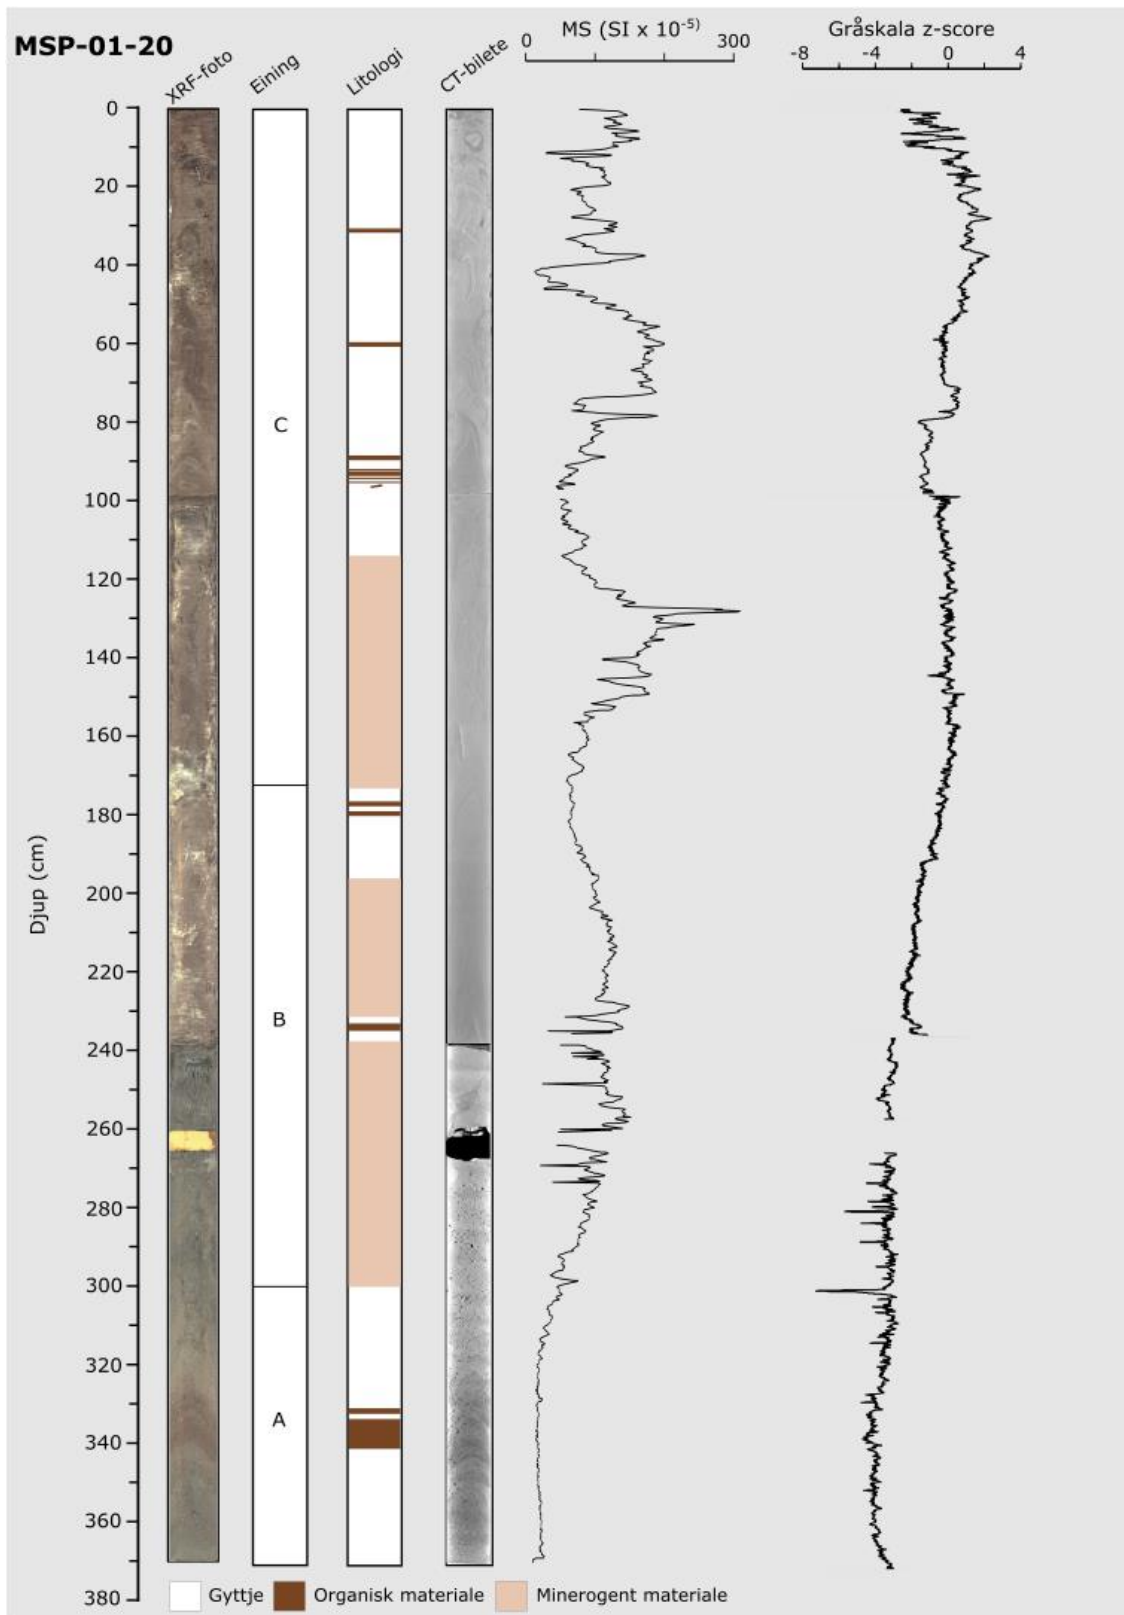 MSP-01-20
XRF-foto
Eining
Litologi
CT-bilete
MS (SI x 10⁻⁵)
0 300
Gråskala z-score
-8 -4 0 4
Djup (cm)
0
20
40
60
80
100
120
140
160
180
200
220
240
260
280
300
320
340
360
380
C
B
A
Gyttje Organisk materiale Minerogent materiale